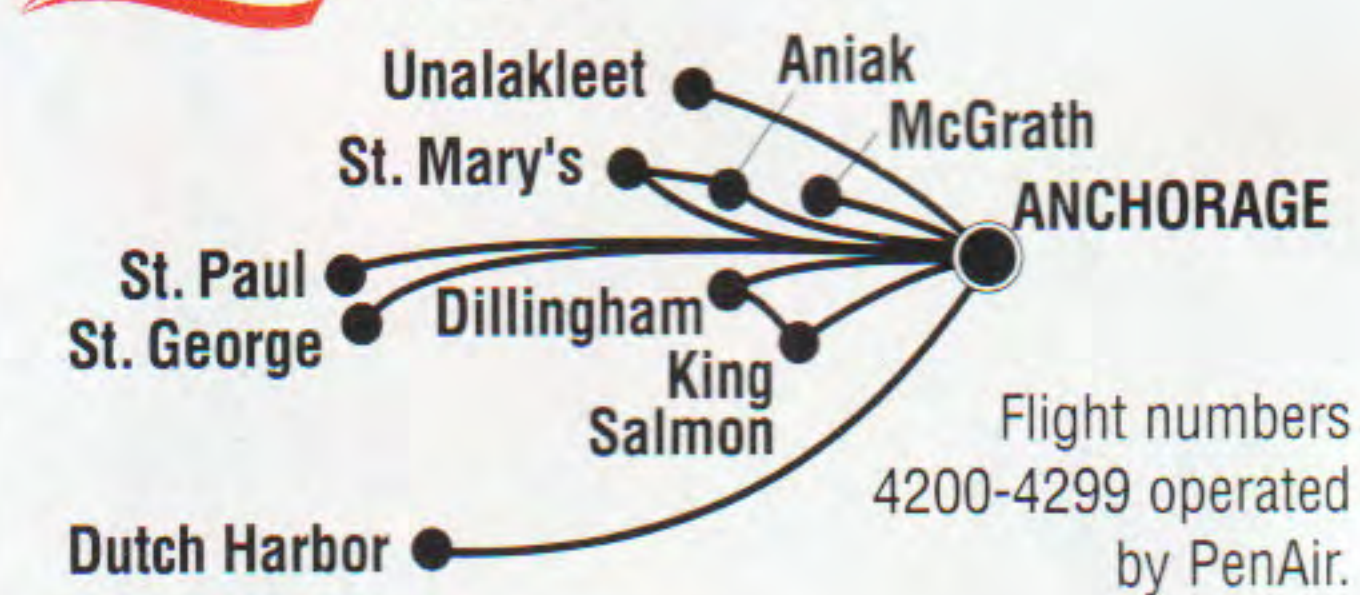 Unalakleet
Aniak
McGrath
St. Mary's
ANCHORAGE
St. Paul
St. George
Dillingham
King
Salmon
Dutch Harbor
Flight numbers
4200-4299 operated
by PenAir.